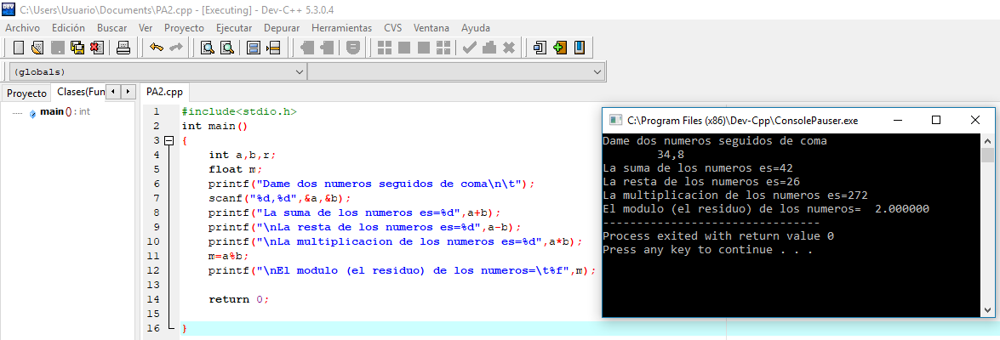 C:\Users\Usuario\Documents\PA2.cpp - [Executing] - Dev-C++ 5.3.0.4
Archivo Edición Buscar Ver Proyecto Ejecutar Depurar Herramientas CVS Ventana Ayuda
(globals)
Proyecto Clases(Fun PA2.cpp
main() : int
1 #include<stdio.h>
2 int main()
3 {
4 int a,b,r;
5 float m;
6 printf("Dame dos numeros seguidos de coma\n\t");
7 scanf("%d,%d",&a,&b);
8 printf("La suma de los numeros es=%d",a+b);
9 printf("\nLa resta de los numeros es=%d",a-b);
10 printf("\nLa multiplicacion de los numeros es=%d",a*b);
11 m=a%b;
12 printf("\nEl modulo (el residuo) de los numeros=\t%f",m);
13
14 return 0;
15
16 }
C:\Program Files (x86)\Dev-Cpp\ConsolePauser.exe
Dame dos numeros seguidos de coma
34,8
La suma de los numeros es=42
La resta de los numeros es=26
La multiplicacion de los numeros es=272
El modulo (el residuo) de los numeros=  2.000000
--------------------------------
Process exited with return value 0
Press any key to continue . . .